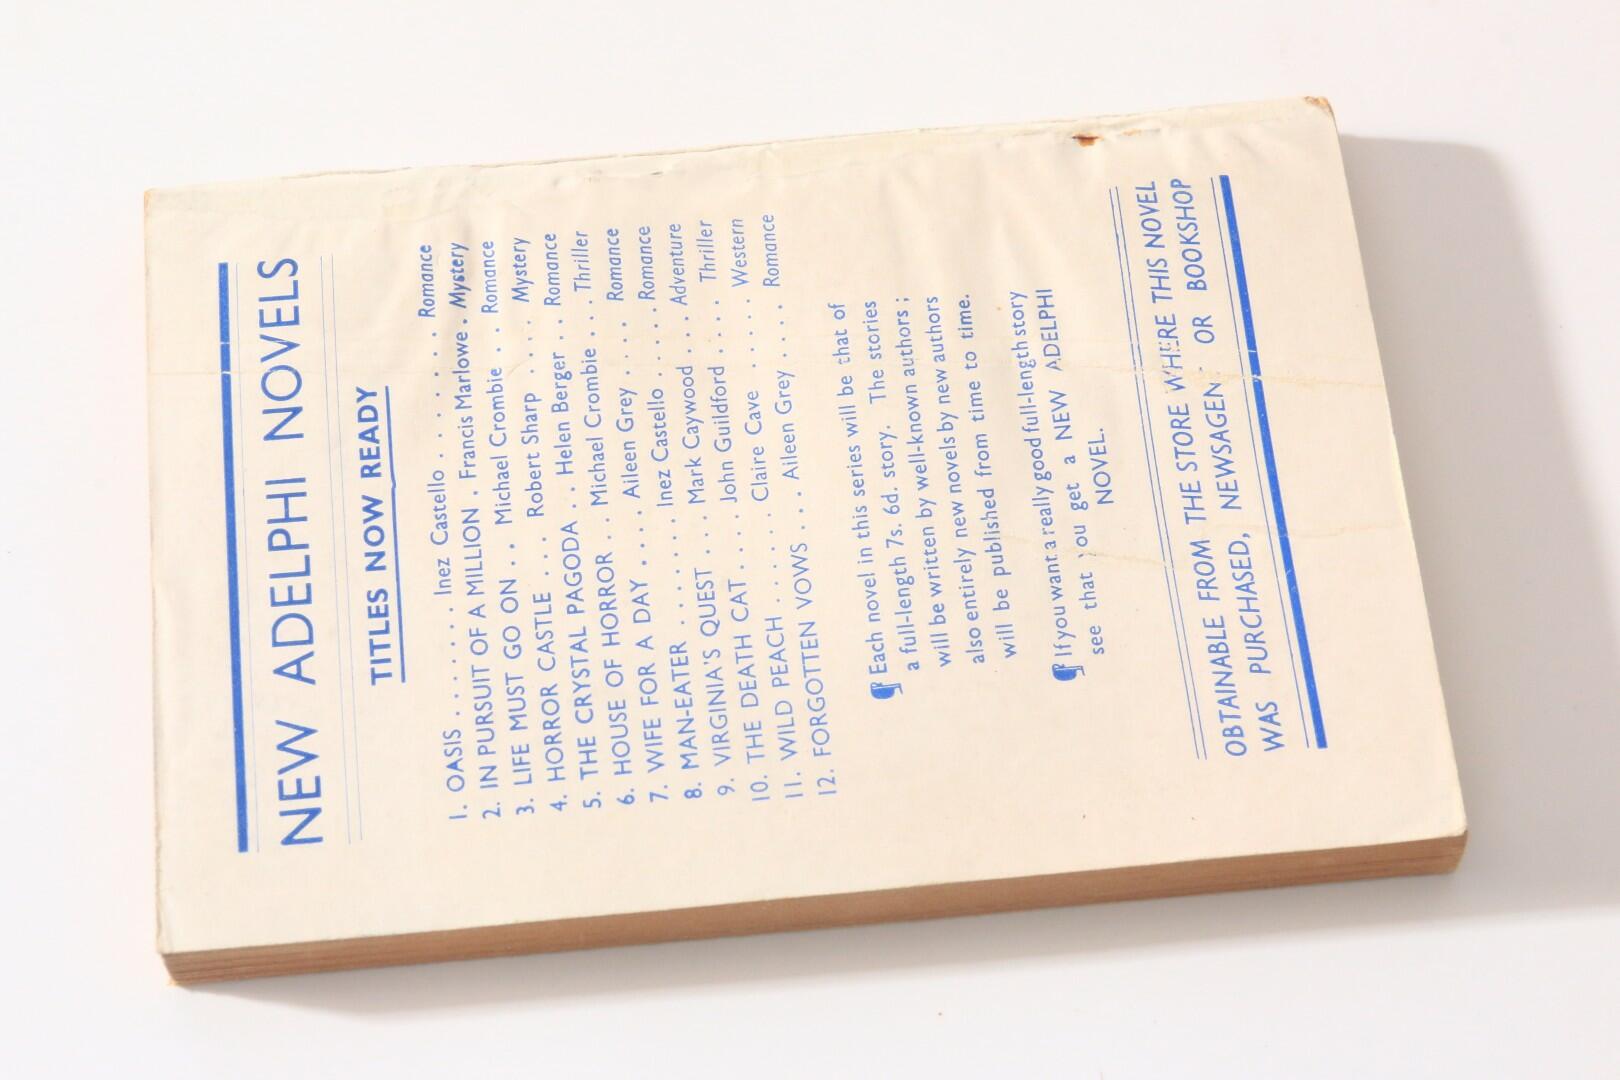 NEW ADELPHI NOVELS
TITLES NOW READY
1. OASIS . . . . . . . Inez Castello . . . . . . . Romance
2. IN PURSUIT OF A MILLION . Francis Marlowe . Mystery
3. LIFE MUST GO ON . . Michael Crombie . . Romance
4. HORROR CASTLE . . . Robert Sharp . . . . Mystery
5. THE CRYSTAL PAGODA . . Helen Berger . . Romance
6. HOUSE OF HORROR . . Michael Crombie . . . Thriller
7. WIFE FOR A DAY . . . . Aileen Grey . . . . Romance
8. MAN-EATER . . . . . . . Inez Castello . . . . Romance
9. VIRGINIA'S QUEST . . . Mark Caywood . . . Adventure
10. THE DEATH CAT . . . . John Guildford . . . . Thriller
11. WILD PEACH . . . . . . Claire Cave . . . . . Western
12. FORGOTTEN VOWS . . . Aileen Grey . . . . Romance
¶ Each novel in this series will be that of
a full-length 7s. 6d. story. The stories
will be written by well-known authors ;
also entirely new novels by new authors
will be published from time to time.
¶ If you want a really good full-length story
see that you get a NEW ADELPHI
NOVEL.
OBTAINABLE FROM THE STORE WHERE THIS NOVEL
WAS PURCHASED, NEWSAGENT OR BOOKSHOP